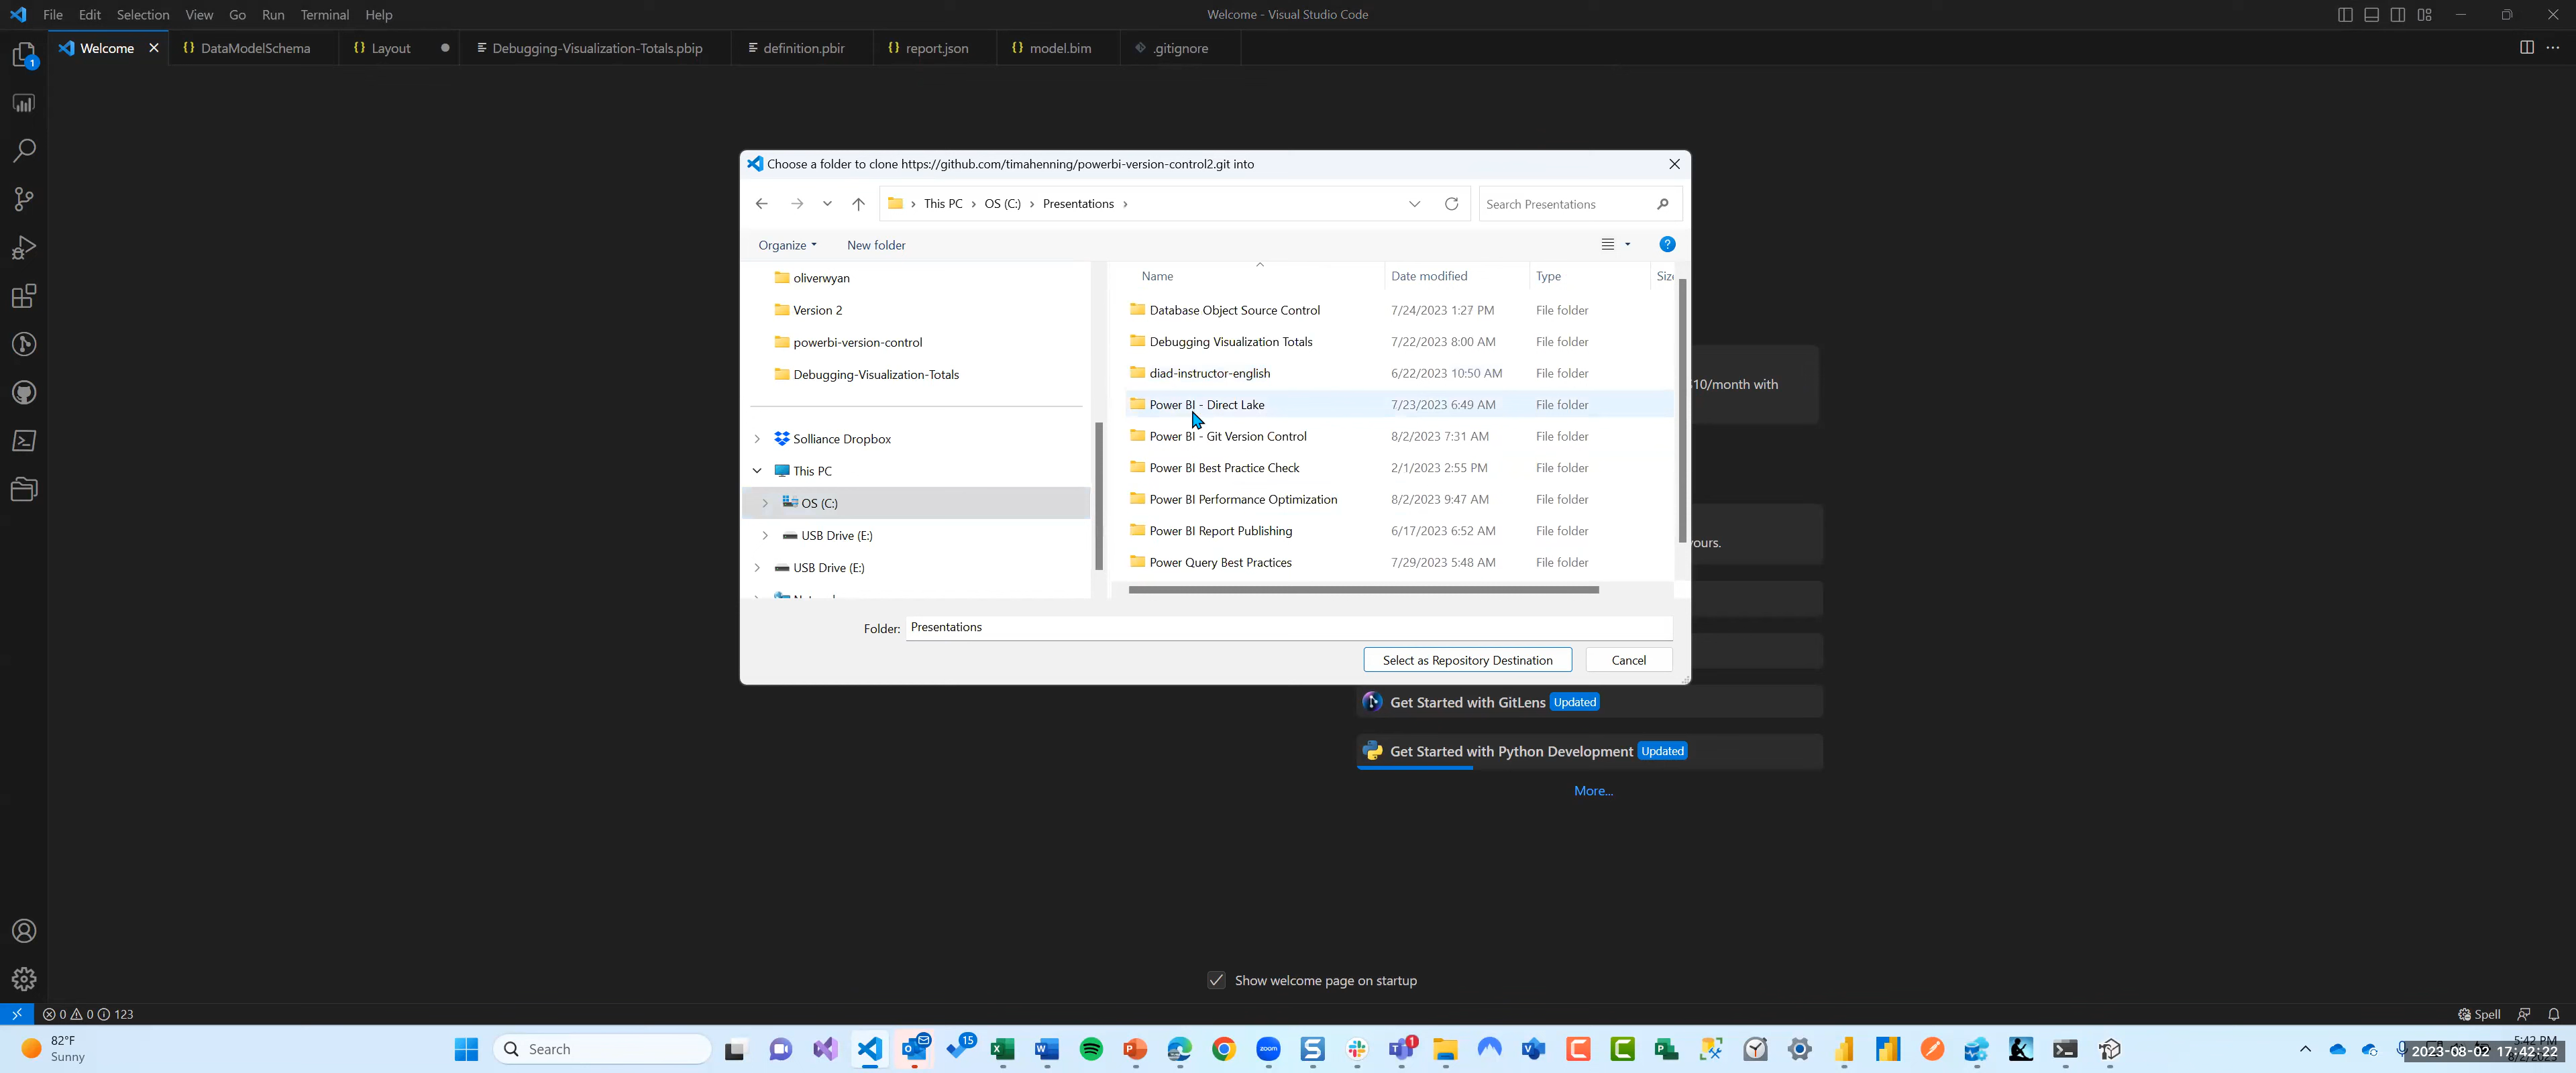 File Edit Selection View Go Run Terminal Help
Welcome - Visual Studio Code
Welcome
DataModelSchema
Layout
Debugging-Visualization-Totals.pbip
definition.pbir
report.json
model.bim
.gitignore
1
Choose a folder to clone https://github.com/timahenning/powerbi-version-control2.git into
This PC > OS (C:) > Presentations >
Search Presentations
Organize
New folder
?
oliverwyan
Version 2
powerbi-version-control
Debugging-Visualization-Totals
Solliance Dropbox
This PC
OS (C:)
USB Drive (E:)
USB Drive (E:)
Name Date modified Type
Database Object Source Control 7/24/2023 1:27 PM File folder
Debugging Visualization Totals 7/22/2023 8:00 AM File folder
diad-instructor-english 6/22/2023 10:50 AM File folder
Power BI - Direct Lake 7/23/2023 6:49 AM File folder
Power BI - Git Version Control 8/2/2023 7:31 AM File folder
Power BI Best Practice Check 2/1/2023 2:55 PM File folder
Power BI Performance Optimization 8/2/2023 9:47 AM File folder
Power BI Report Publishing 6/17/2023 6:52 AM File folder
Power Query Best Practices 7/29/2023 5:48 AM File folder
Folder: Presentations
Select as Repository Destination
Cancel
10/month with
ours.
Get Started with GitLens Updated
Get Started with Python Development Updated
More...
Show welcome page on startup
0 0 123
Spell
82°F
Sunny
Search
15
zoom
1
5:42 PM
2023-08-02 17:42:22